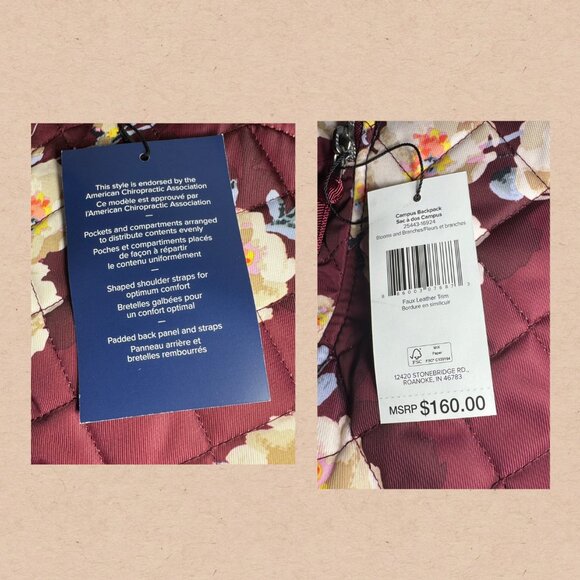 This style is endorsed by the
American Chiropractic Association
Ce modèle est approuvé par
l'American Chiropractic Association
Pockets and compartments arranged
to distribute contents evenly
Poches et compartiments placés
de façon à répartir
le contenu uniformément
Shaped shoulder straps for
optimum comfort
Bretelles galbées pour
un confort optimal
Padded back panel and straps
Panneau arrière et
bretelles rembourrés
Campus Backpack
Sac à dos Campus
25443-16924
Blooms and Branches/Fleurs et branches
Faux Leather Trim
Bordure en similicuir
FSC
MIX
Paper
12420 STONEBRIDGE RD.,
ROANOKE, IN 46783
MSRP $160.00